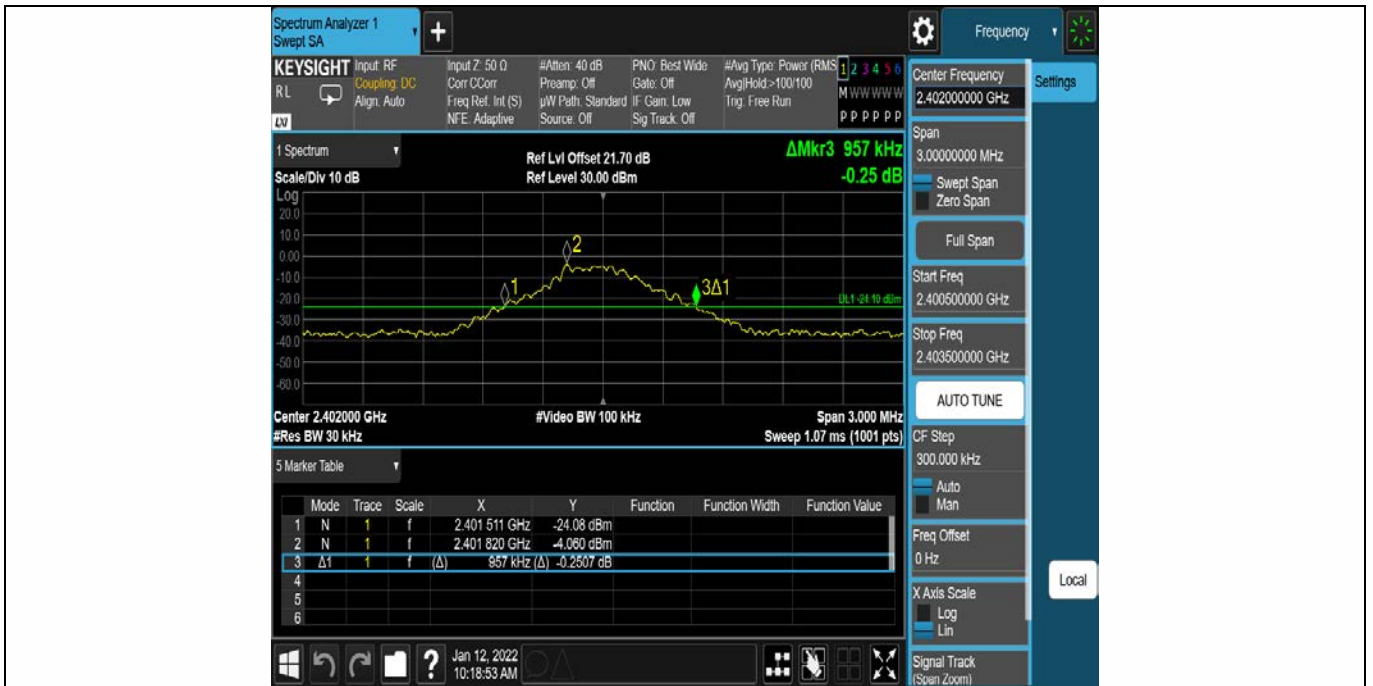 Spectrum Analyzer 1
Swept SA
+
Frequency
KEYSIGHT
RL
LXI
Input: RF
Coupling: DC
Align: Auto
Input Z: 50 Ω
Corr CCorr
Freq Ref: Int (S)
NFE: Adaptive
#Atten: 40 dB
Preamp: Off
µW Path: Standard
Source: Off
PNO: Best Wide
Gate: Off
IF Gain: Low
Sig Track: Off
#Avg Type: Power (RMS
Avg|Hold:>100/100
Trig: Free Run
1 2 3 4 5 6
M W W W W W
P P P P P P
1 Spectrum
Scale/Div 10 dB
Ref Lvl Offset 21.70 dB
Ref Level 30.00 dBm
ΔMkr3 957 kHz
-0.25 dB
Log
20.0
10.0
0.00
-10.0
-20.0
-30.0
-40.0
-50.0
-60.0
1
2
3Δ1
DL1 -24.10 dBm
Center 2.402000 GHz
#Video BW 100 kHz
Span 3.000 MHz
#Res BW 30 kHz
Sweep 1.07 ms (1001 pts)
5 Marker Table
Mode Trace Scale X Y Function Function Width Function Value
1 N 1 f 2.401 511 GHz -24.08 dBm
2 N 1 f 2.401 820 GHz -4.060 dBm
3 Δ1 1 f (Δ) 957 kHz (Δ) -0.2507 dB
4
5
6
?
Jan 12, 2022
10:18:53 AM
Center Frequency
2.402000000 GHz
Settings
Span
3.00000000 MHz
Swept Span
Zero Span
Full Span
Start Freq
2.400500000 GHz
Stop Freq
2.403500000 GHz
AUTO TUNE
CF Step
300.000 kHz
Auto
Man
Freq Offset
0 Hz
X Axis Scale
Log
Lin
Signal Track
(Span Zoom)
Local